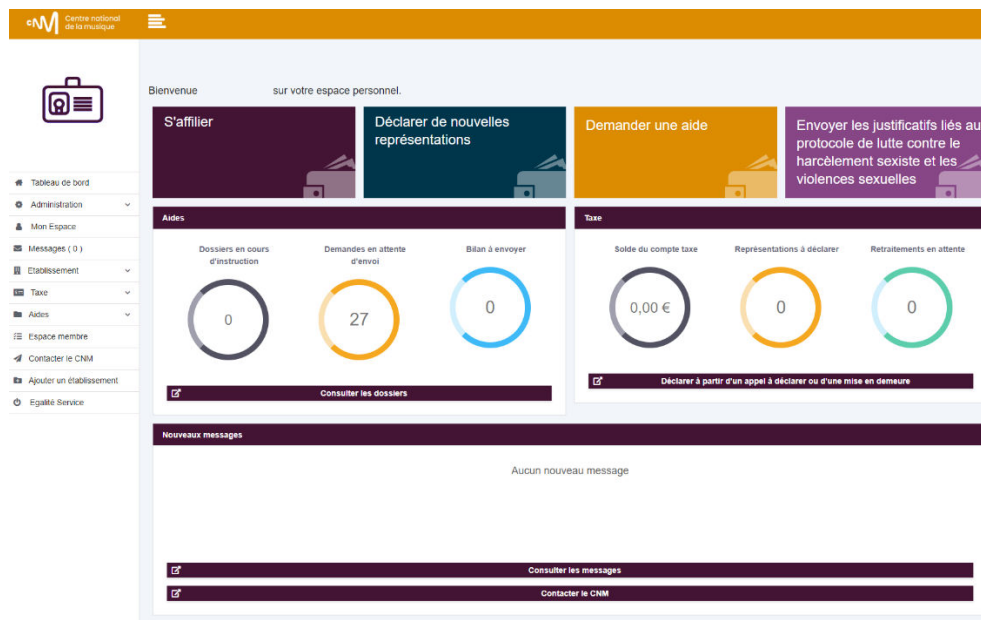 cNM Centre national
de la musique
Bienvenue sur votre espace personnel.
S'affilier
Déclarer de nouvelles
représentations
Demander une aide
Envoyer les justificatifs liés au
protocole de lutte contre le
harcèlement sexiste et les
violences sexuelles
Tableau de bord
Administration
Mon Espace
Messages ( 0 )
Etablissement
Taxe
Aides
Espace membre
Contacter le CNM
Ajouter un établissement
Egalité Service
Aides
Dossiers en cours
d'instruction
0
Demandes en attente
d'envoi
27
Bilan à envoyer
0
Consulter les dossiers
Taxe
Solde du compte taxe
0,00 €
Représentations à déclarer
0
Retraitements en attente
0
Déclarer à partir d'un appel à déclarer ou d'une mise en demeure
Nouveaux messages
Aucun nouveau message
Consulter les messages
Contacter le CNM